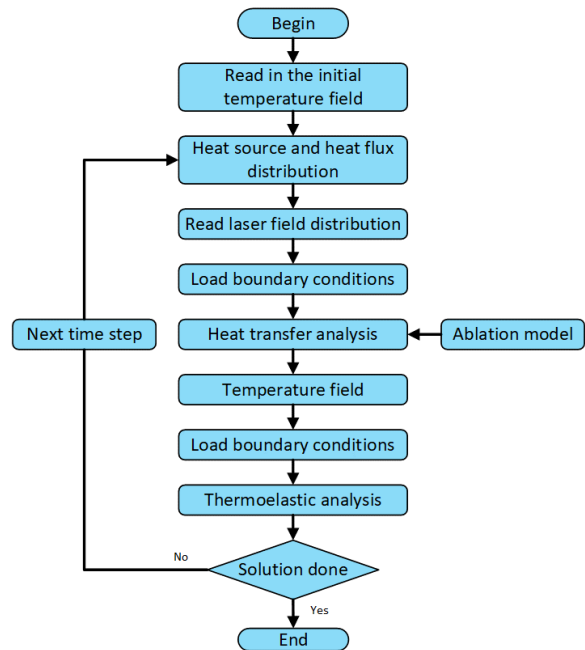 Begin
Read in the initial
temperature field
Heat source and heat flux
distribution
Read laser field distribution
Load boundary conditions
Next time step
Heat transfer analysis
Ablation model
Temperature field
Load boundary conditions
Thermoelastic analysis
No
Solution done
Yes
End